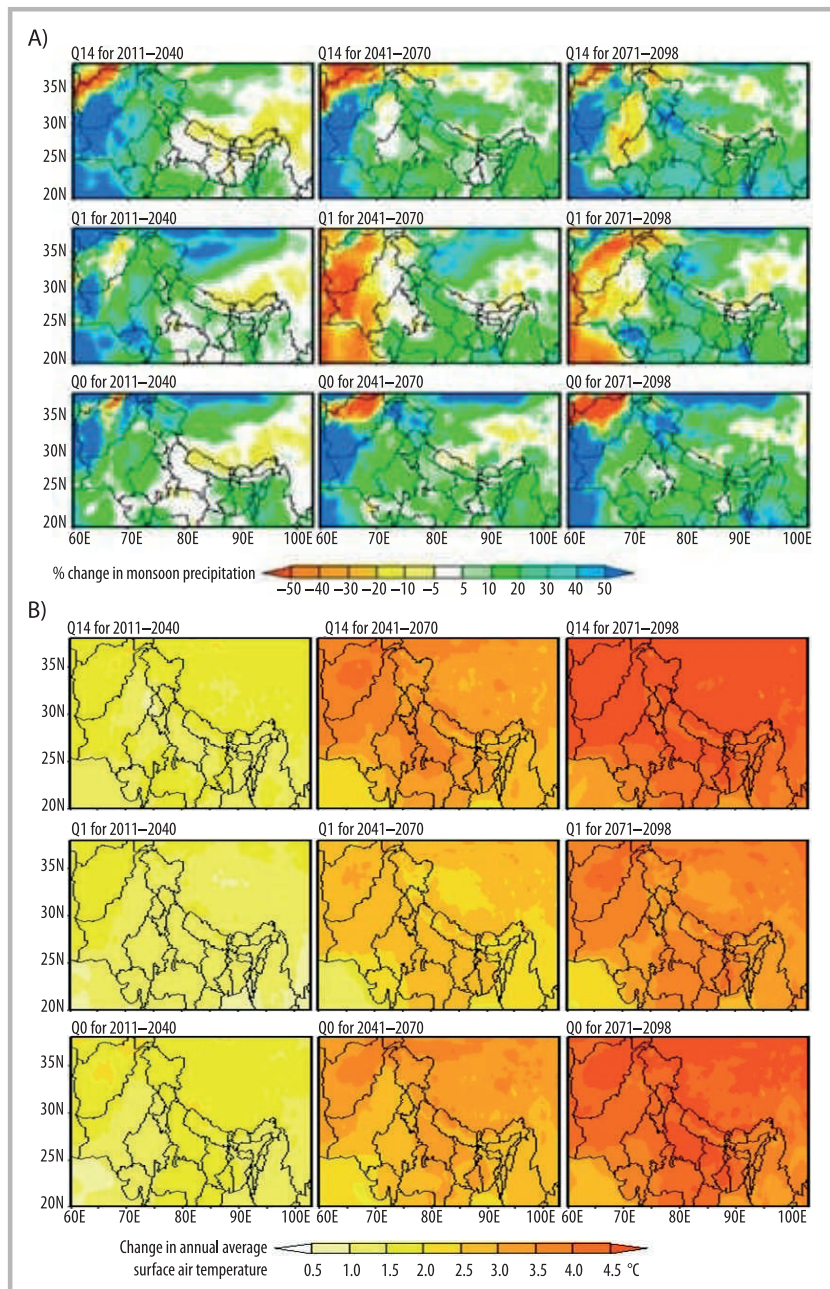 A)
Q14 for 2011–2040 Q14 for 2041–2070 Q14 for 2071–2098
35N
30N
25N
20N
Q1 for 2011–2040 Q1 for 2041–2070 Q1 for 2071–2098
35N
30N
25N
20N
Q0 for 2011–2040 Q0 for 2041–2070 Q0 for 2071–2098
35N
30N
25N
20N
60E 70E 80E 90E 100E 60E 70E 80E 90E 100E 60E 70E 80E 90E 100E
% change in monsoon precipitation
−50 −40 −30 −20 −10 −5 5 10 20 30 40 50
B)
Q14 for 2011–2040 Q14 for 2041–2070 Q14 for 2071–2098
35N
30N
25N
20N
Q1 for 2011–2040 Q1 for 2041–2070 Q1 for 2071–2098
35N
30N
25N
20N
Q0 for 2011–2040 Q0 for 2041–2070 Q0 for 2071–2098
35N
30N
25N
20N
60E 70E 80E 90E 100E 60E 70E 80E 90E 100E 60E 70E 80E 90E 100E
Change in annual average
surface air temperature
0.5 1.0 1.5 2.0 2.5 3.0 3.5 4.0 4.5 °C